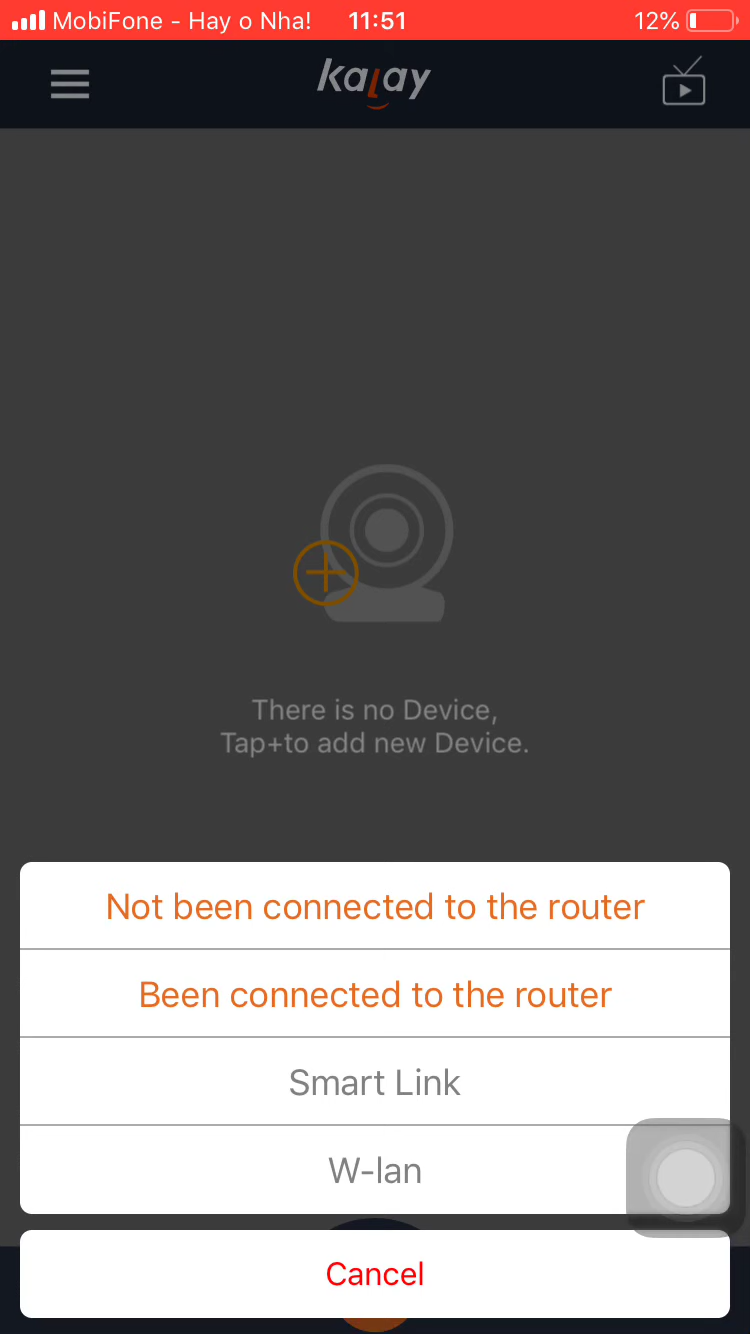 MobiFone - Hay o Nha! 11:51 12%
kalay
There is no Device,
Tap+to add new Device.
Not been connected to the router
Been connected to the router
Smart Link
W-lan
Cancel